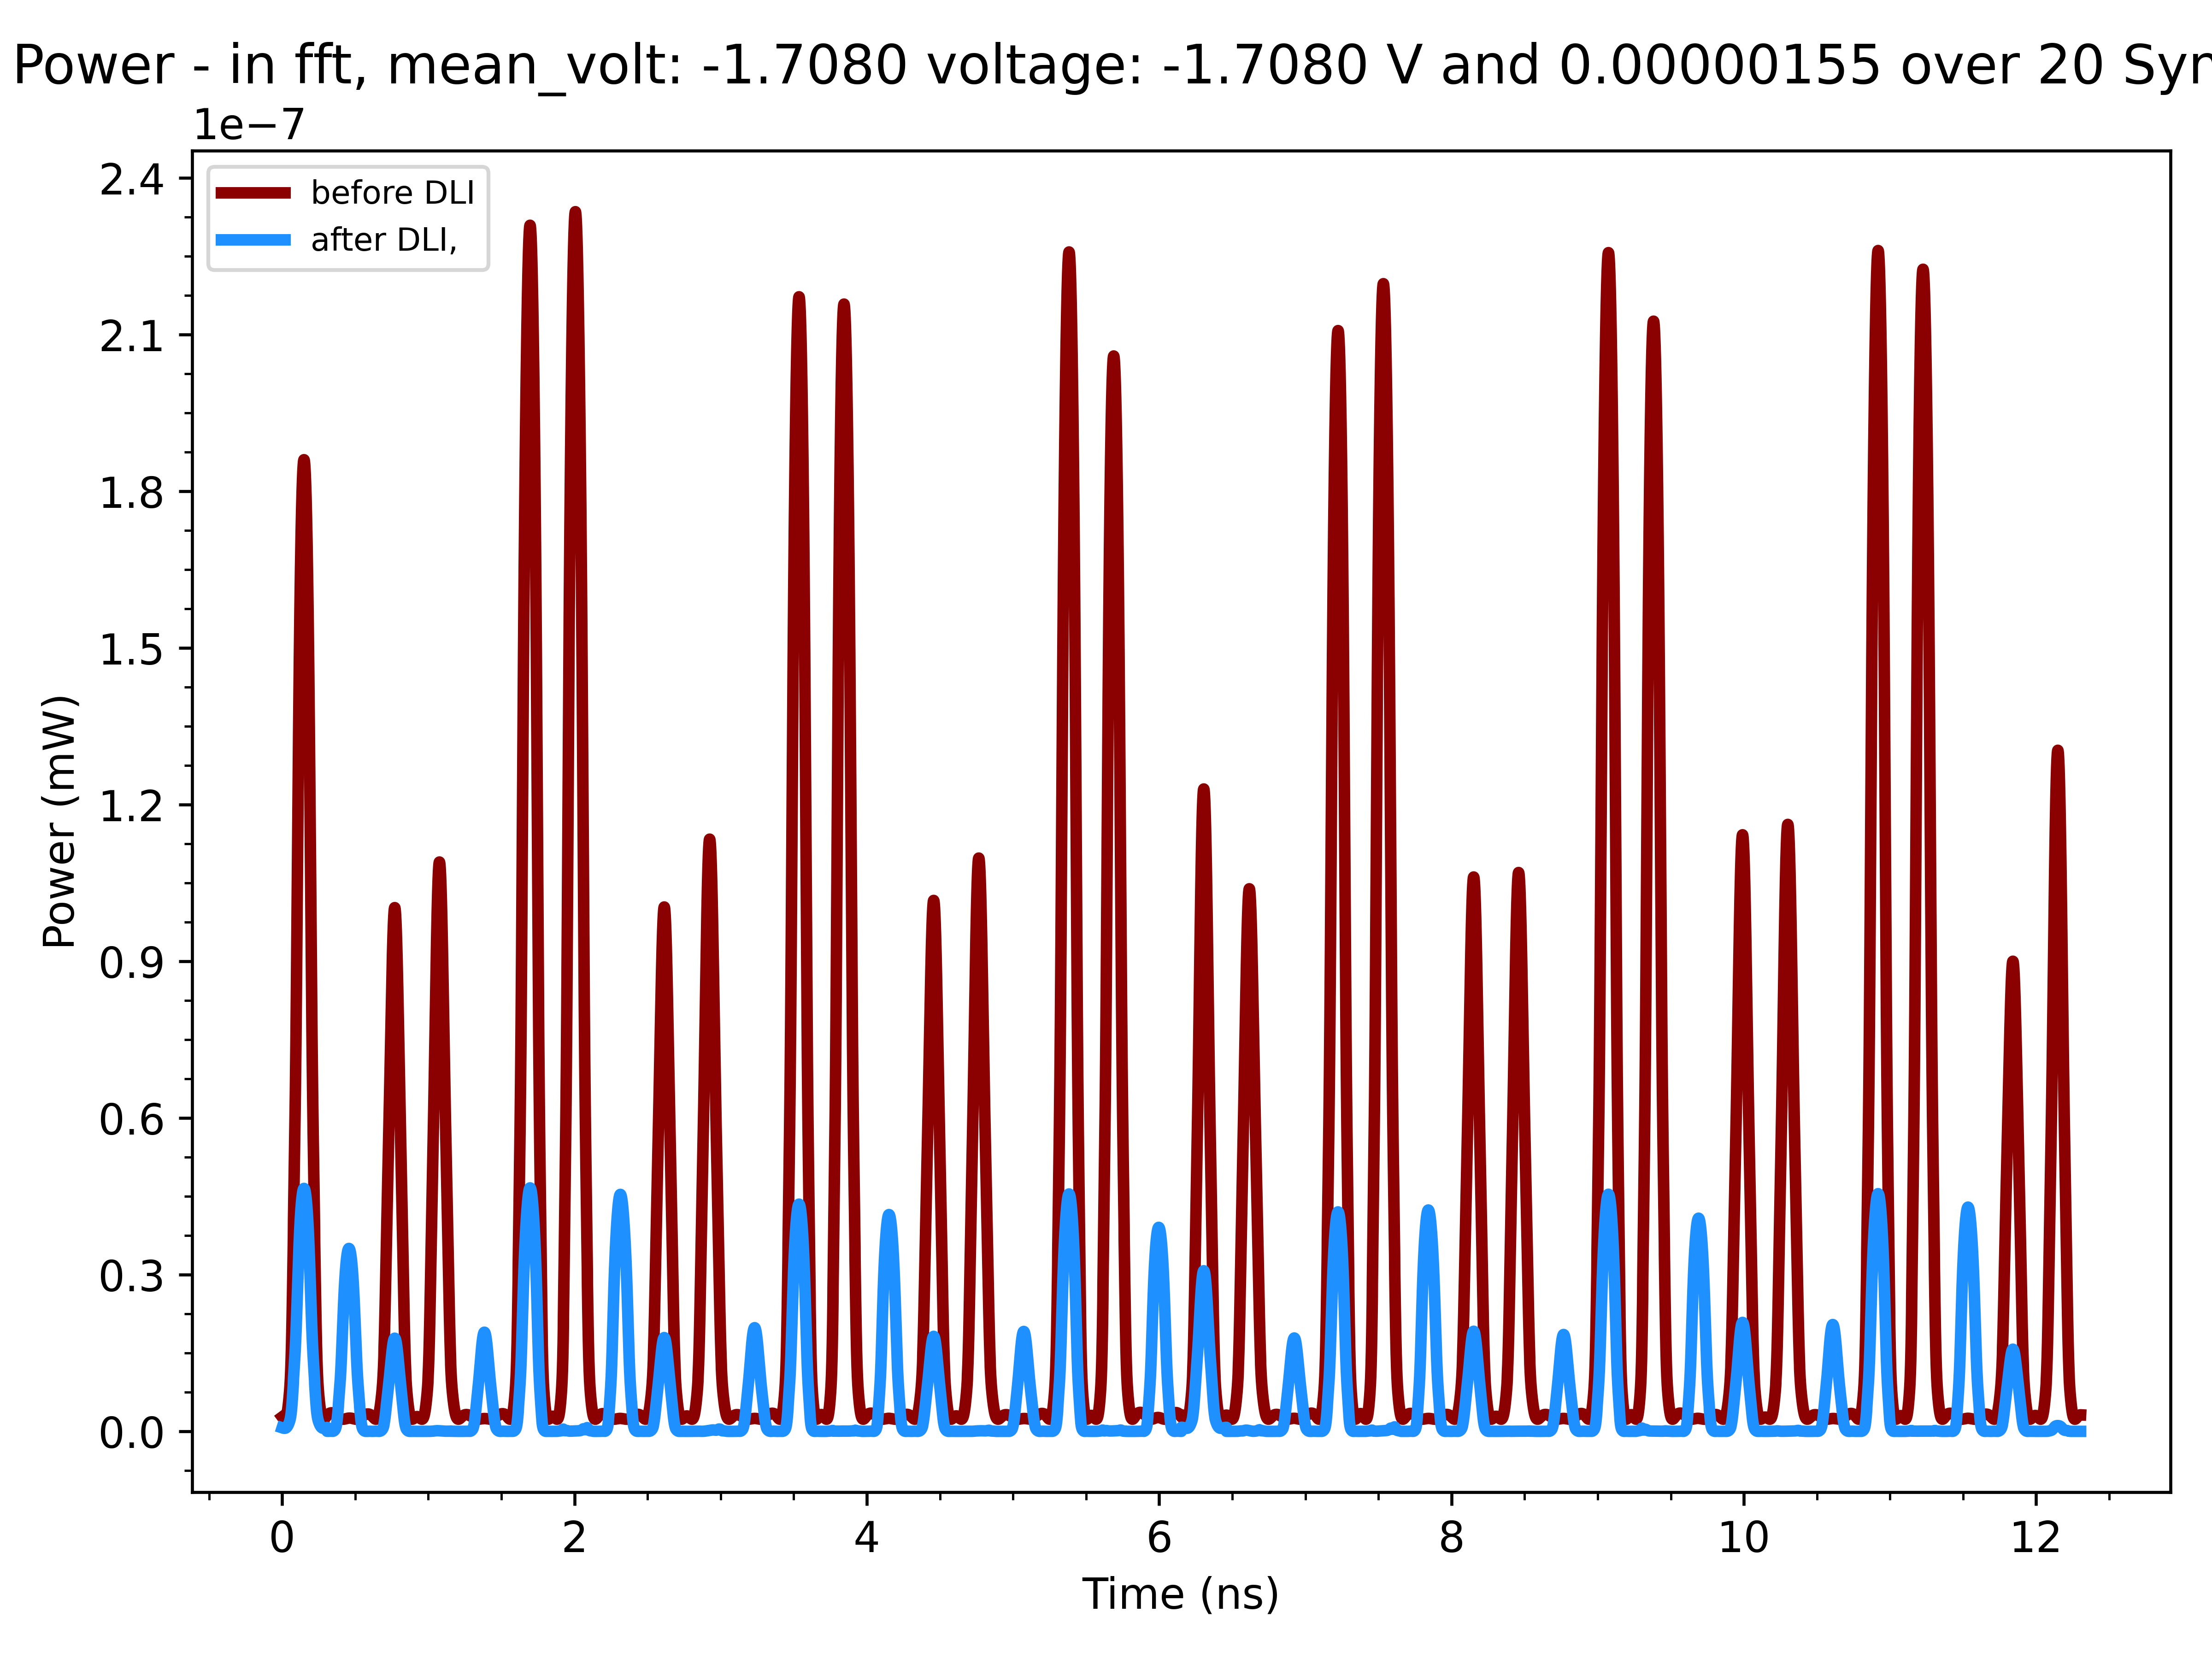 Power - in fft, mean_volt: -1.7080 voltage: -1.7080 V and 0.00000155 over 20
1e−7
before DLI
after DLI,
2.4
2.1
1.8
1.5
1.2
0.9
0.6
0.3
0.0
Power (mW)
0 2 4 6 8 10 12
Time (ns)